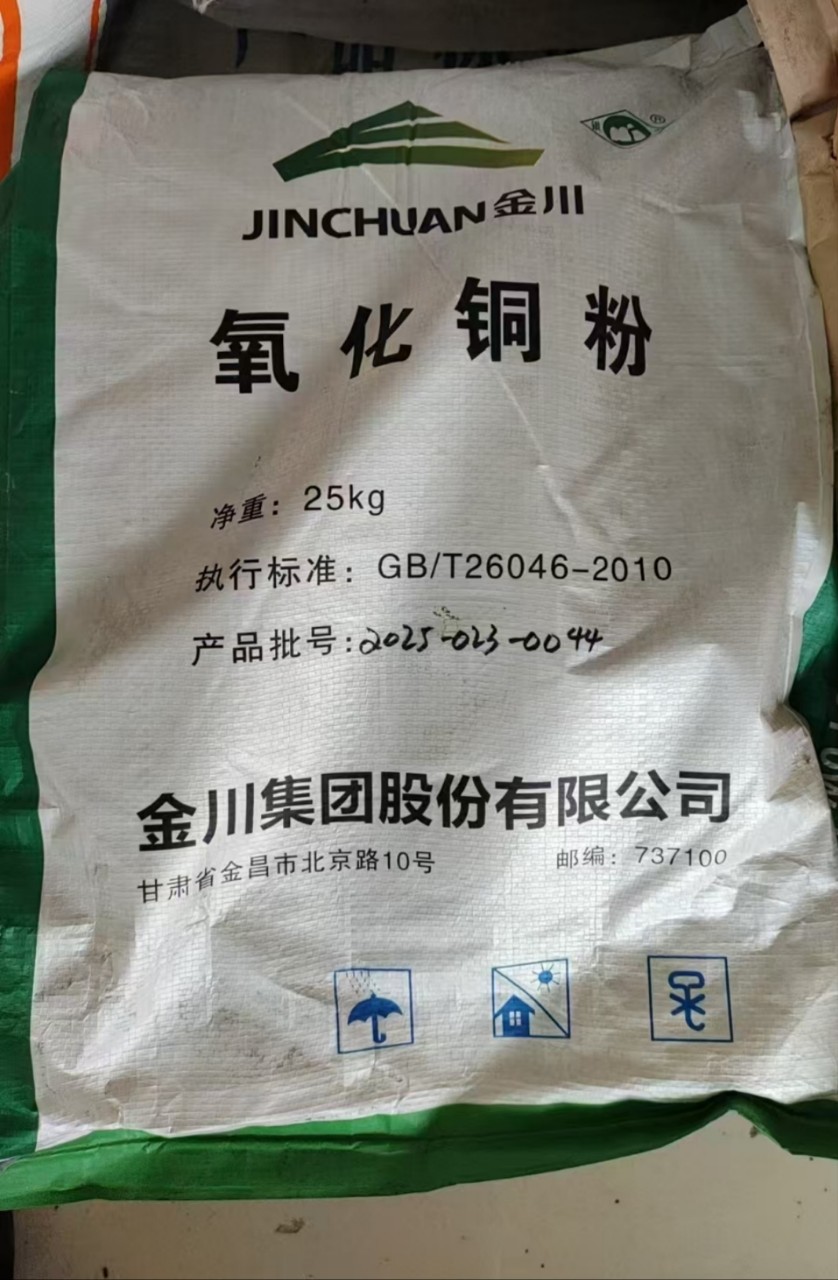 JINCHUAN金川
氧化铜粉
净重：25kg
执行标准：GB/T26046-2010
产品批号：2025-023-0044
金川集团股份有限公司
甘肃省金昌市北京路10号 邮编：737100